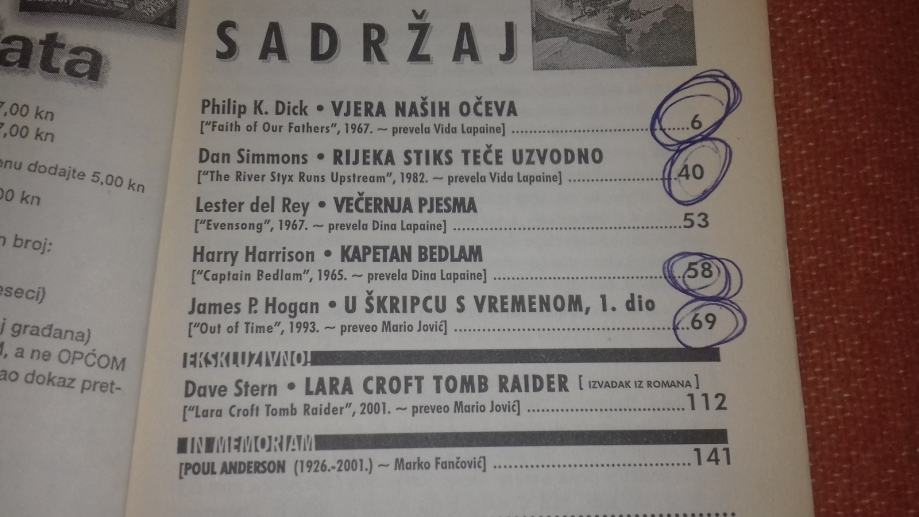 ata
7,00 kn
7,00 kn
enu dodajte 5,00 kn
00 kn
n broj:
eseci)
j građana)
M, a ne OPĆOM
ao dokaz pret-
SADRŽAJ
Philip K. Dick • VJERA NAŠIH OČEVA
["Faith of Our Fathers", 1967. ~ prevela Vida Lapaine] ........ 6
Dan Simmons • RIJEKA STIKS TEČE UZVODNO
["The River Styx Runs Upstream", 1982. ~ prevela Vida Lapaine] ........ 40
Lester del Rey • VEČERNJA PJESMA
["Evensong", 1967. ~ prevela Dina Lapaine] ........ 53
Harry Harrison • KAPETAN BEDLAM
["Captain Bedlam", 1965. ~ prevela Dina Lapaine] ........ 58
James P. Hogan • U ŠKRIPCU S VREMENOM, 1. dio
["Out of Time", 1993. ~ preveo Mario Jović] ........ 69
EKSKLUZIVNO!
Dave Stern • LARA CROFT TOMB RAIDER [ IZVADAK IZ ROMANA ]
["Lara Croft Tomb Raider", 2001. ~ preveo Mario Jović] ........ 112
IN MEMORIAM
[POUL ANDERSON (1926.-2001.) ~ Marko Fančović] ........ 141